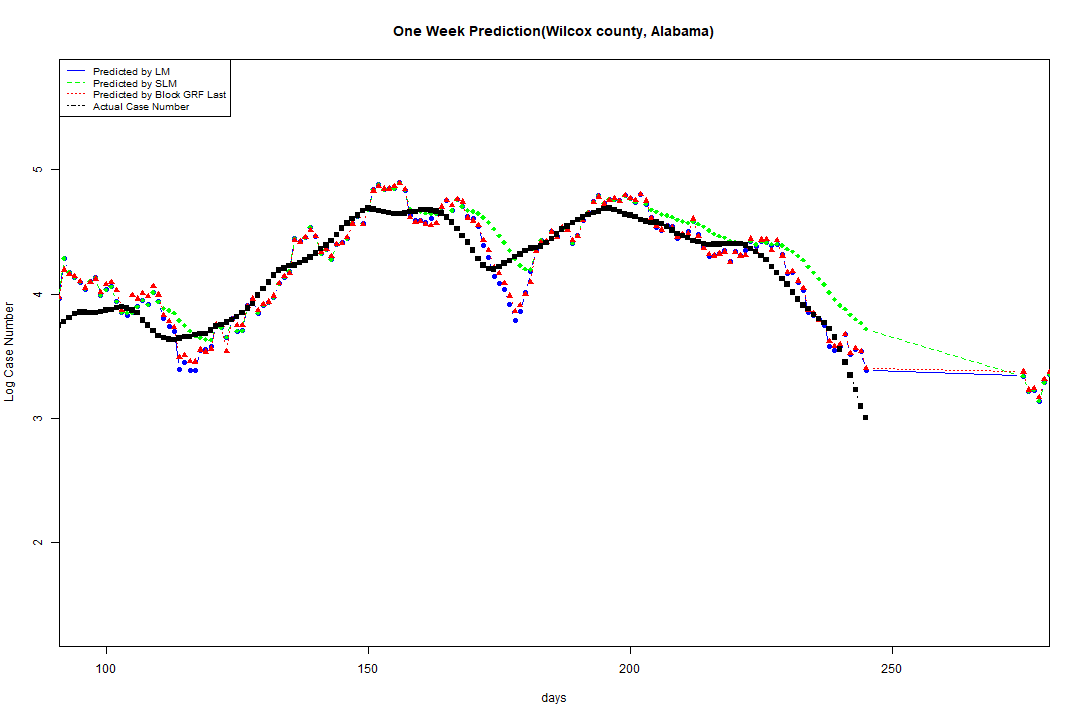 One Week Prediction(Wilcox county, Alabama)
Predicted by LM
Predicted by SLM
Predicted by Block GRF Last
Actual Case Number
5
4
3
2
Log Case Number
100 150 200 250
days